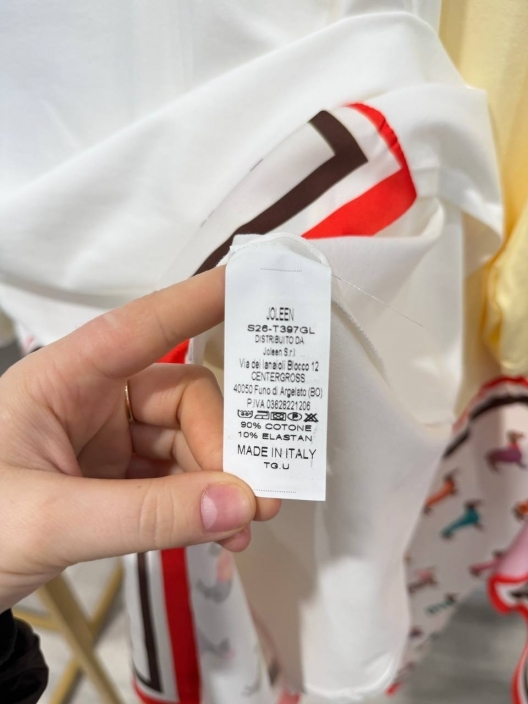 JOLEEN
S26-T397GL
DISTRIBUITO DA
Joleen S.r.l
Via dei lanaioli Blocco 12
CENTERGROSS
40050 Funo di Argelato (BO)
P.IVA 03628221206
90% COTONE
10% ELASTAN
MADE IN ITALY
TG.U